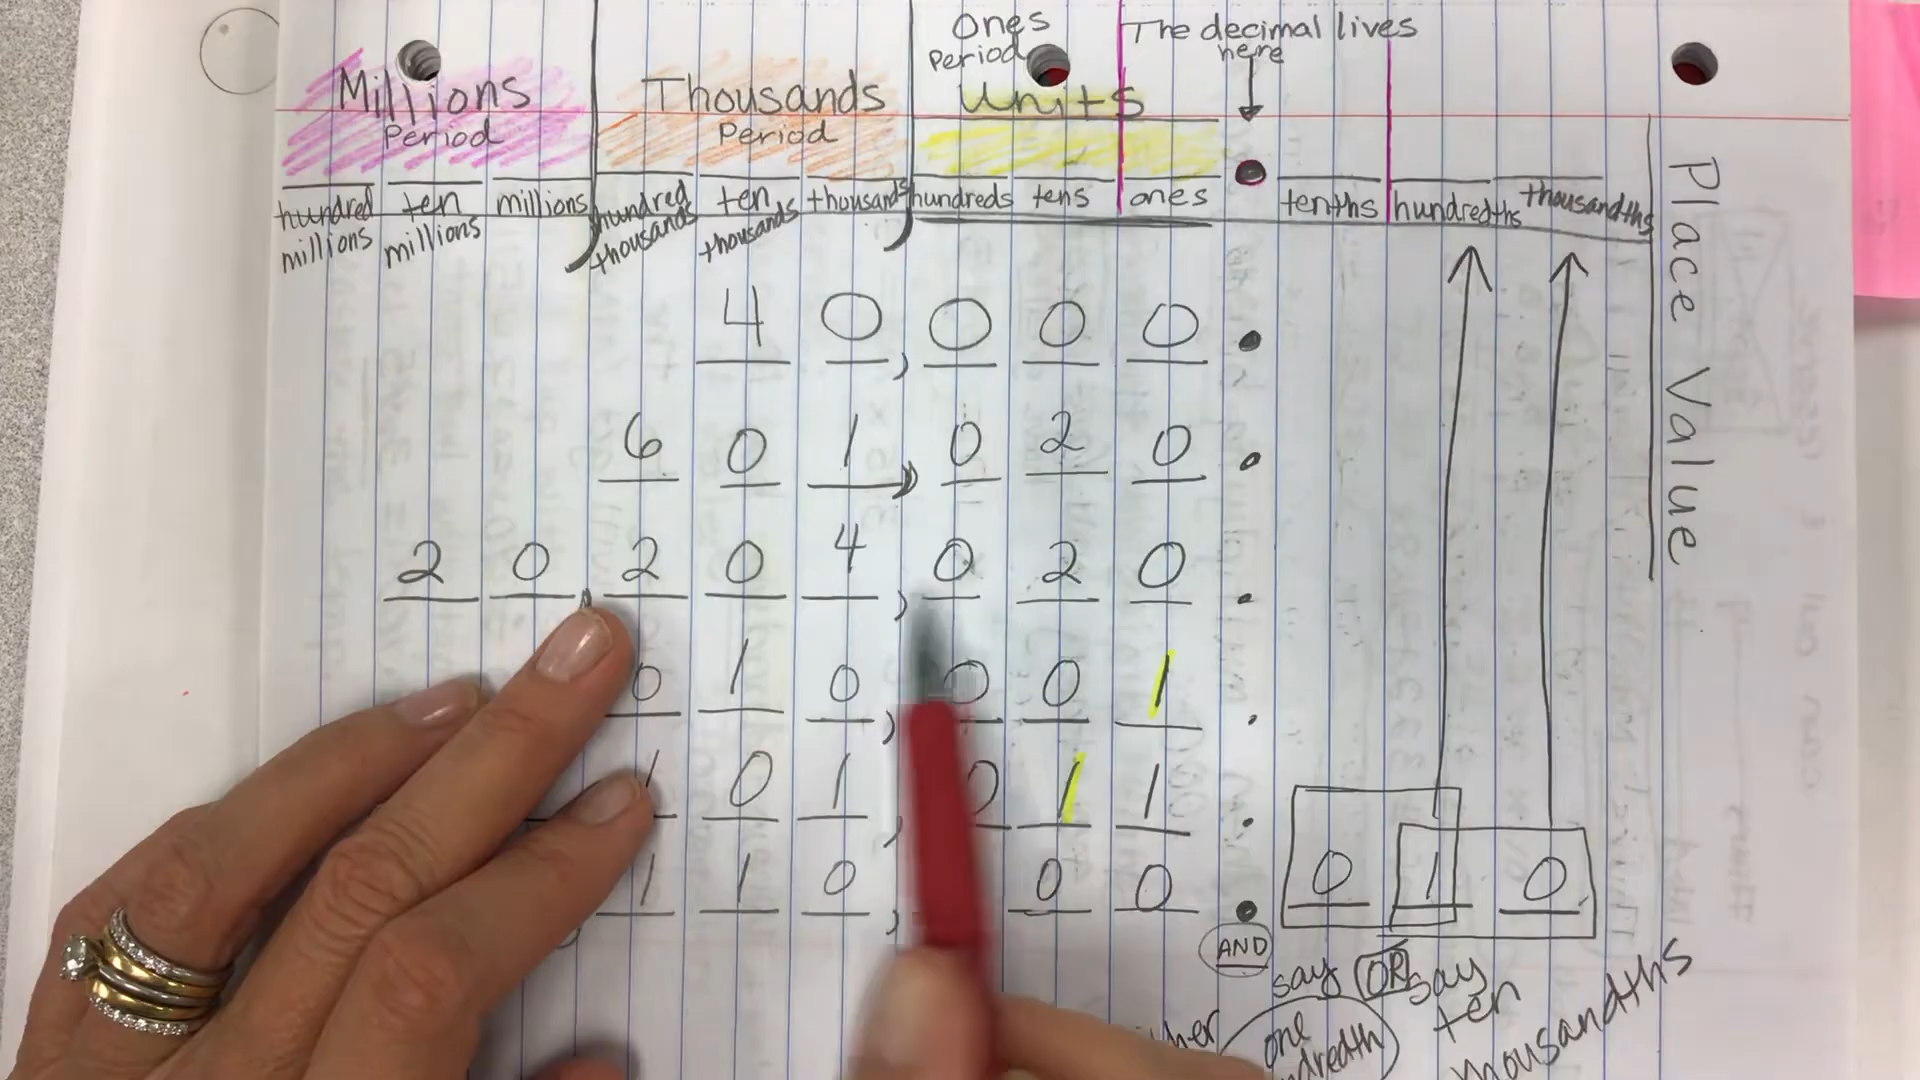 Ones
Period
The decimal lives
here
Millions
Period
Thousands
Period
Units
hundred
millions
ten
millions
millions
hundred
thousands
ten
thousands
thousands
hundreds
tens
ones
tenths
hundredths
thousandths
Place Value
4 0, 0 0 0 .
6 0 1, 0 2 0 .
2 0, 2 0 4, 0 2 0 .
0 1 0, 0 0 1 .
1 0 1, 0 1 1 .
1 1 0, 0 0 . 0 1 0
AND
say OR say
one
ten
thousandths